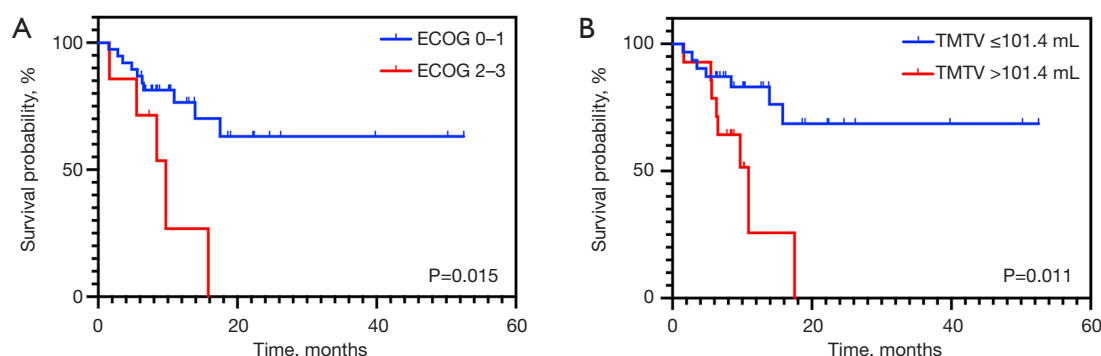 A
Survival probability, %
100
50
0
ECOG 0–1
ECOG 2–3
P=0.015
0
20
40
60
Time, months
B
Survival probability, %
100
50
0
TMTV ≤101.4 mL
TMTV >101.4 mL
P=0.011
0
20
40
60
Time, months